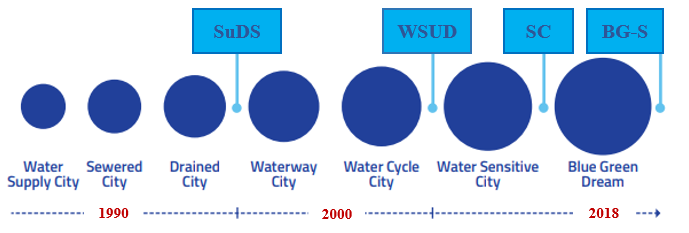 SuDS WSUD SC BG-S
Water Sewered Drained Waterway Water Cycle Water Sensitive Blue Green
Supply City City City City City City Dream
1990 2000 2018